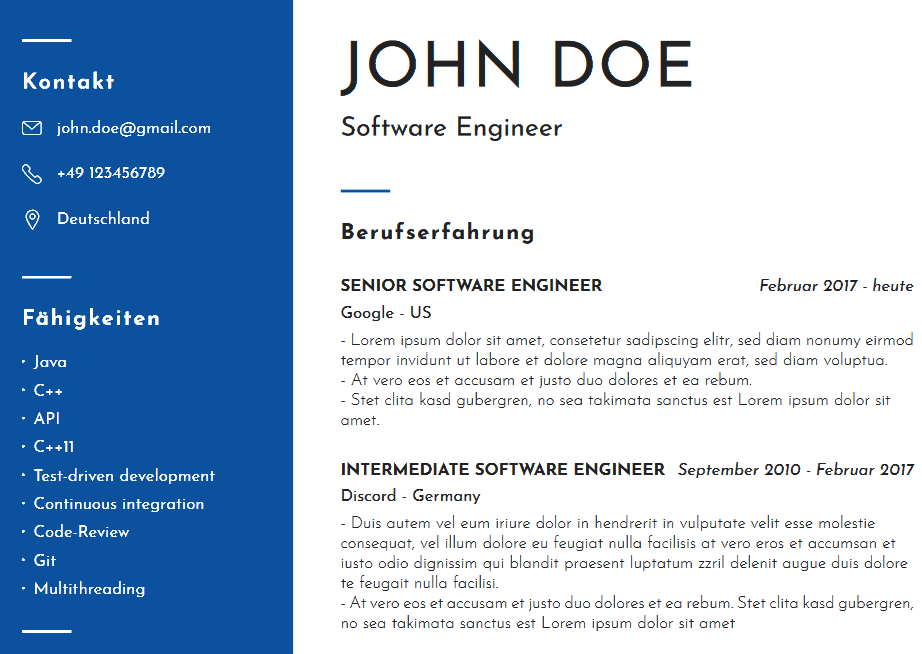 Kontakt
john.doe@gmail.com
+49 123456789
Deutschland
Fähigkeiten
· Java
· C++
· API
· C++11
· Test-driven development
· Continuous integration
· Code-Review
· Git
· Multithreading
JOHN DOE
Software Engineer
Berufserfahrung
SENIOR SOFTWARE ENGINEER Februar 2017 - heute
Google - US
- Lorem ipsum dolor sit amet, consetetur sadipscing elitr, sed diam nonumy eirmod
tempor invidunt ut labore et dolore magna aliquyam erat, sed diam voluptua.
- At vero eos et accusam et justo duo dolores et ea rebum.
- Stet clita kasd gubergren, no sea takimata sanctus est Lorem ipsum dolor sit
amet.
INTERMEDIATE SOFTWARE ENGINEER September 2010 - Februar 2017
Discord - Germany
- Duis autem vel eum iriure dolor in hendrerit in vulputate velit esse molestie
consequat, vel illum dolore eu feugiat nulla facilisis at vero eros et accumsan et
iusto odio dignissim qui blandit praesent luptatum zzril delenit augue duis dolore
te feugait nulla facilisi.
- At vero eos et accusam et justo duo dolores et ea rebum. Stet clita kasd gubergren,
no sea takimata sanctus est Lorem ipsum dolor sit amet